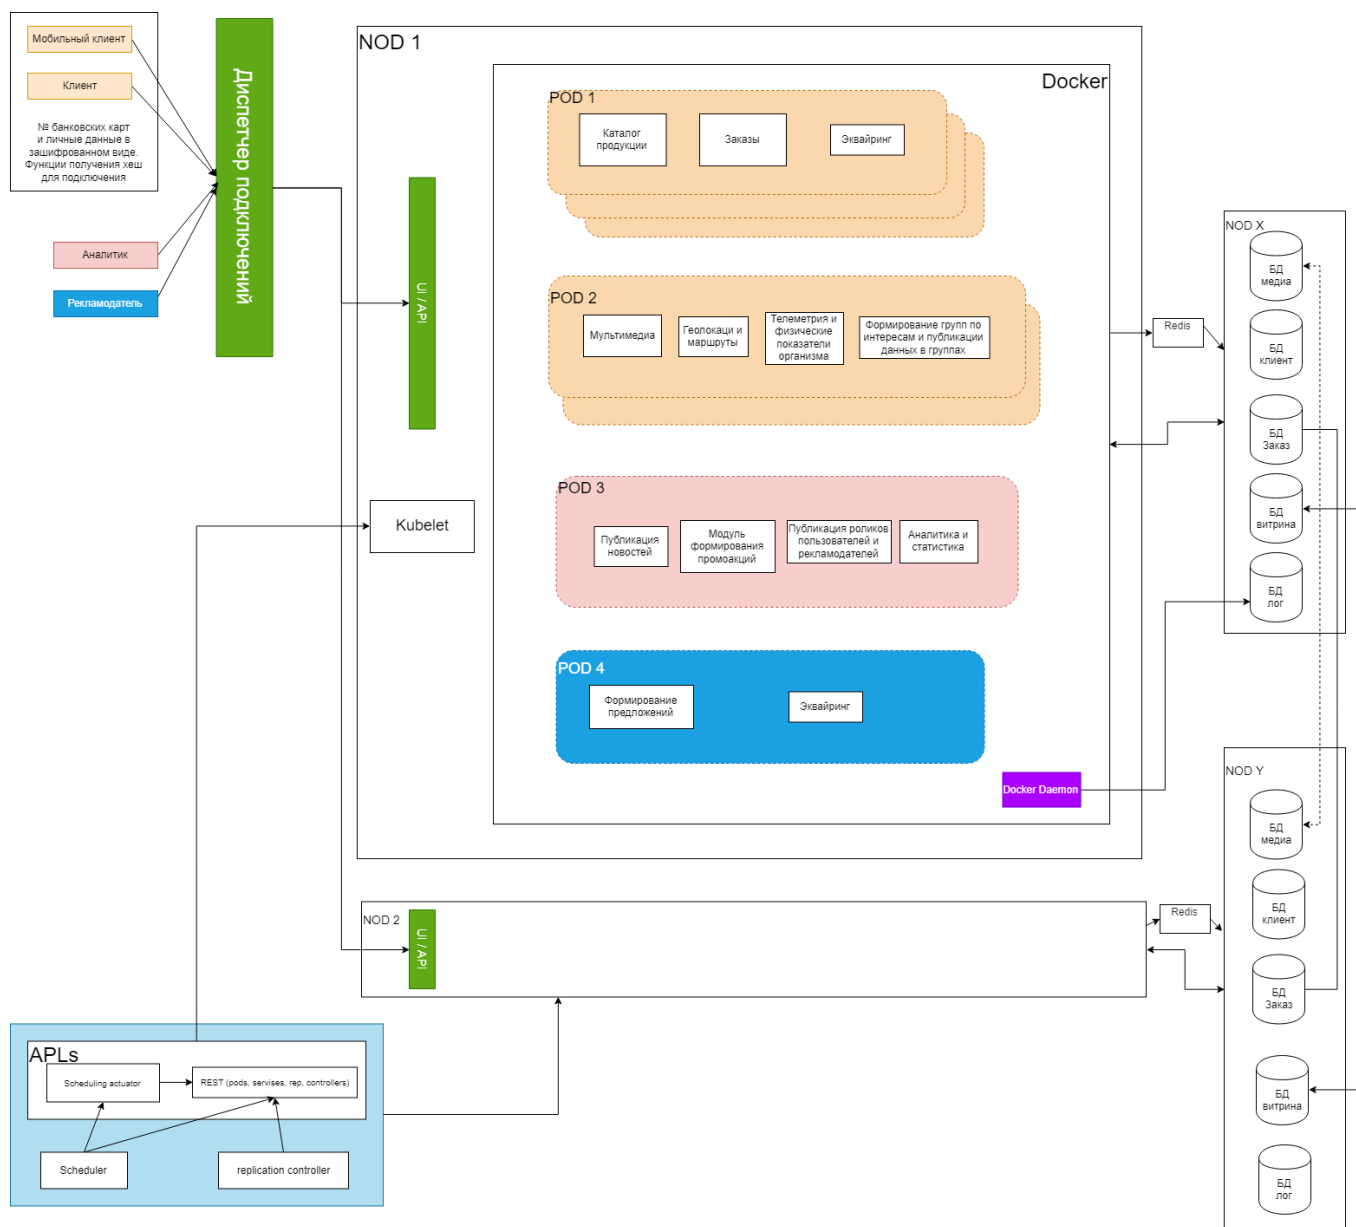 Мобильный клиент
Клиент
№ банковских карт
и личные данные в
зашифрованном виде.
Функции получения хеш
для подключения
Аналитик
Рекламодатель
Диспетчер подключений
NOD 1
UI / API
Kubelet
Docker
POD 1
Каталог
продукции
Заказы
Эквайринг
POD 2
Мультимедиа
Геолокаци и
маршруты
Телеметрия и
физические
показатели
организма
Формирование групп по
интересам и публикации
данных в группах
POD 3
Публикация
новостей
Модуль
формирования
промоакций
Публикация роликов
пользователей и
рекламодателей
Аналитика и
статистика
POD 4
Формирование
предложений
Эквайринг
Docker Daemon
Redis
NOD X
БД
медиа
БД
клиент
БД
Заказ
БД
витрина
БД
лог
NOD 2
UI / API
Redis
NOD Y
БД
медиа
БД
клиент
БД
Заказ
БД
витрина
БД
лог
APLs
Scheduling actuator
REST (pods, servises, rep, controllers)
Scheduler
replication controller